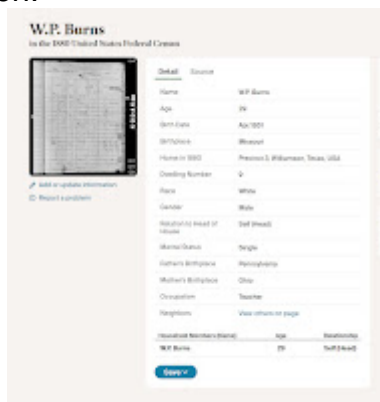 W.P. Burns
in the 1880 United States Federal Census
Detail Source
Name W.P. Burns
Age 29
Birth Date Abt 1851
Birthplace Missouri
Home in 1880 Precinct 3, Williamson, Texas, USA
Dwelling Number 9
Race White
Gender Male
Relation to Head of House Self (Head)
Marital Status Single
Father's Birthplace Pennsylvania
Mother's Birthplace Ohio
Occupation Teacher
Neighbors View others on page
Household Members (Name) Age Relationship
W.P. Burns 29 Self (Head)
Save
Add or update information
Report a problem